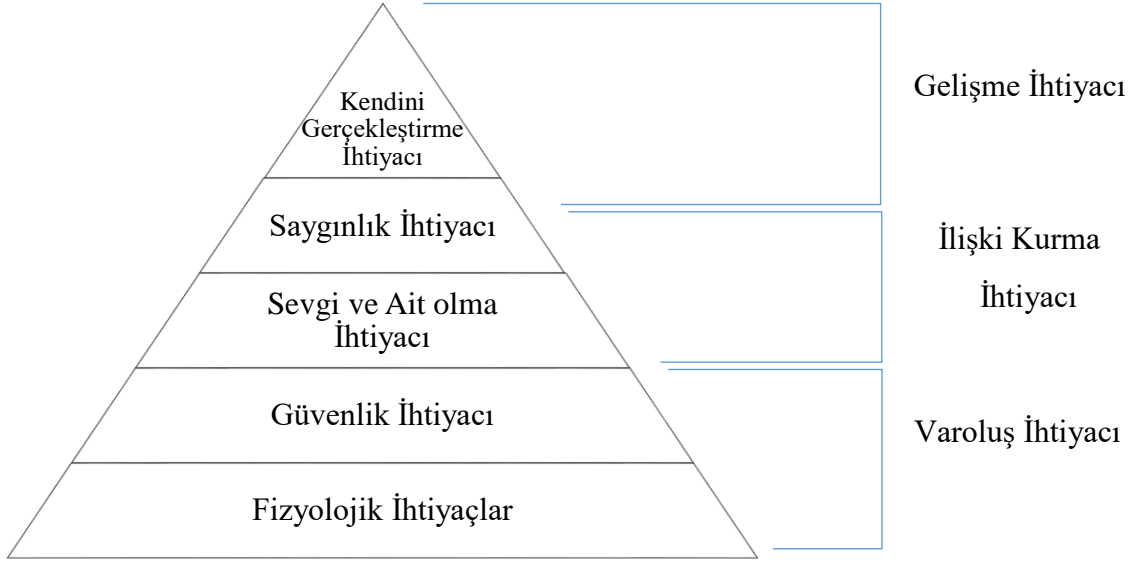 Kendini
Gerçekleştirme
İhtiyacı
Saygınlık İhtiyacı
Sevgi ve Ait olma
İhtiyacı
Güvenlik İhtiyacı
Fizyolojik İhtiyaçlar
Gelişme İhtiyacı
İlişki Kurma
İhtiyacı
Varoluş İhtiyacı